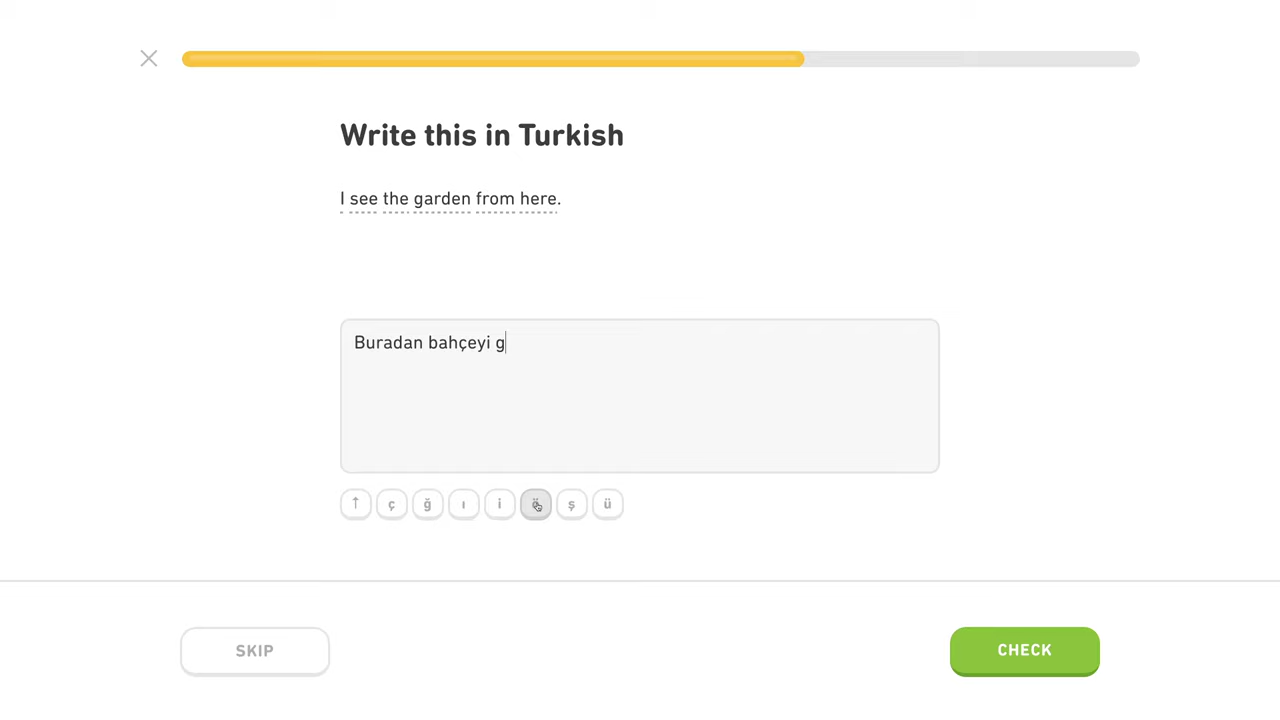 Write this in Turkish
I see the garden from here.
Buradan bahçeyi g
↑ ç ğ ı i ö ş ü
SKIP
CHECK